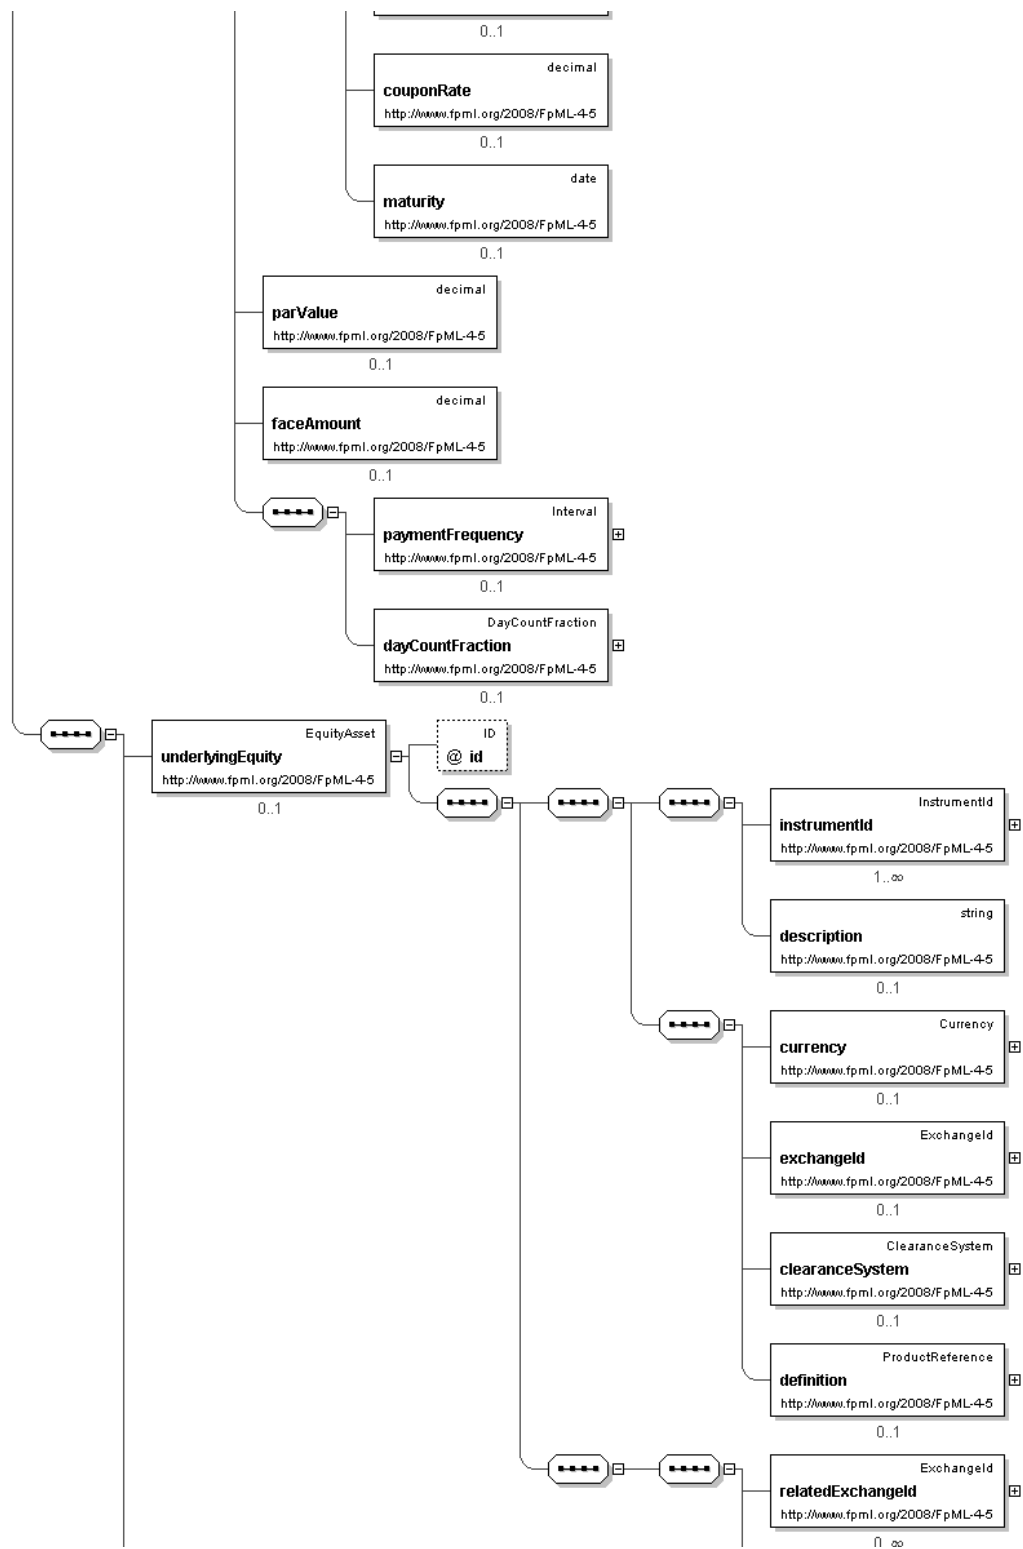 0..1
decimal
couponRate
http://www.fpml.org/2008/FpML-4-5
0..1
date
maturity
http://www.fpml.org/2008/FpML-4-5
0..1
decimal
parValue
http://www.fpml.org/2008/FpML-4-5
0..1
decimal
faceAmount
http://www.fpml.org/2008/FpML-4-5
0..1
Interval
paymentFrequency
http://www.fpml.org/2008/FpML-4-5
0..1
DayCountFraction
dayCountFraction
http://www.fpml.org/2008/FpML-4-5
0..1
EquityAsset
underlyingEquity
http://www.fpml.org/2008/FpML-4-5
0..1
ID
@ id
InstrumentId
instrumentId
http://www.fpml.org/2008/FpML-4-5
1..∞
string
description
http://www.fpml.org/2008/FpML-4-5
0..1
Currency
currency
http://www.fpml.org/2008/FpML-4-5
0..1
ExchangeId
exchangeId
http://www.fpml.org/2008/FpML-4-5
0..1
ClearanceSystem
clearanceSystem
http://www.fpml.org/2008/FpML-4-5
0..1
ProductReference
definition
http://www.fpml.org/2008/FpML-4-5
0..1
ExchangeId
relatedExchangeId
http://www.fpml.org/2008/FpML-4-5
0..∞